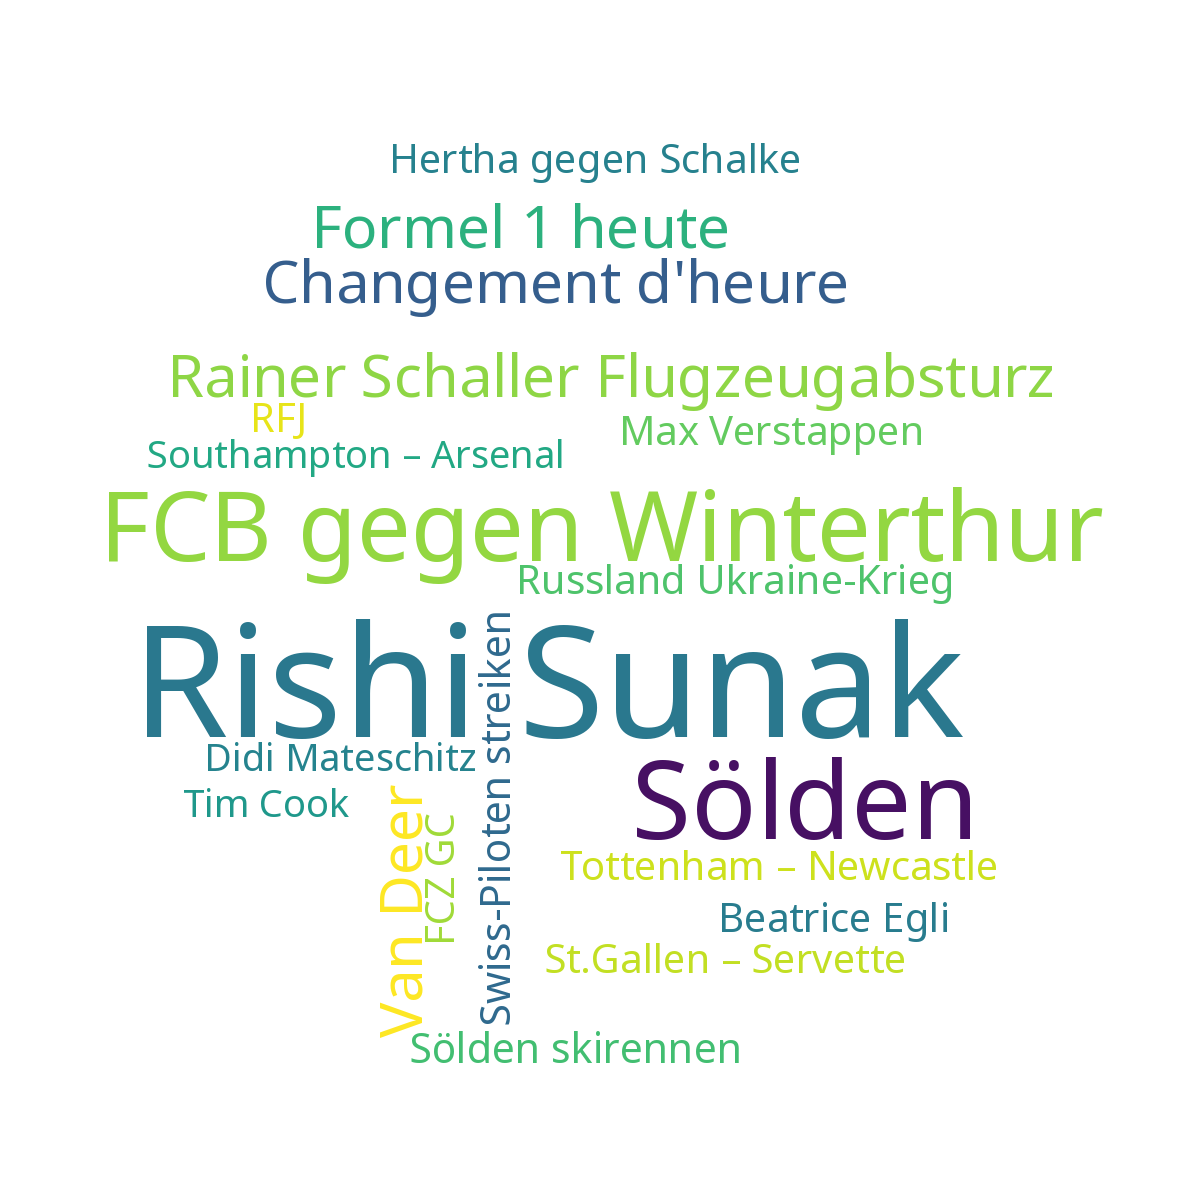 Hertha gegen Schalke
Formel 1 heute
Changement d'heure
Rainer Schaller Flugzeugabsturz
RFJ
Max Verstappen
Southampton – Arsenal
FCB gegen Winterthur
Russland Ukraine-Krieg
Rishi Sunak
Swiss-Piloten streiken
Didi Mateschitz
Sölden
Tim Cook
Van Deer
FCZ GC
Tottenham – Newcastle
Beatrice Egli
St.Gallen – Servette
Sölden skirennen